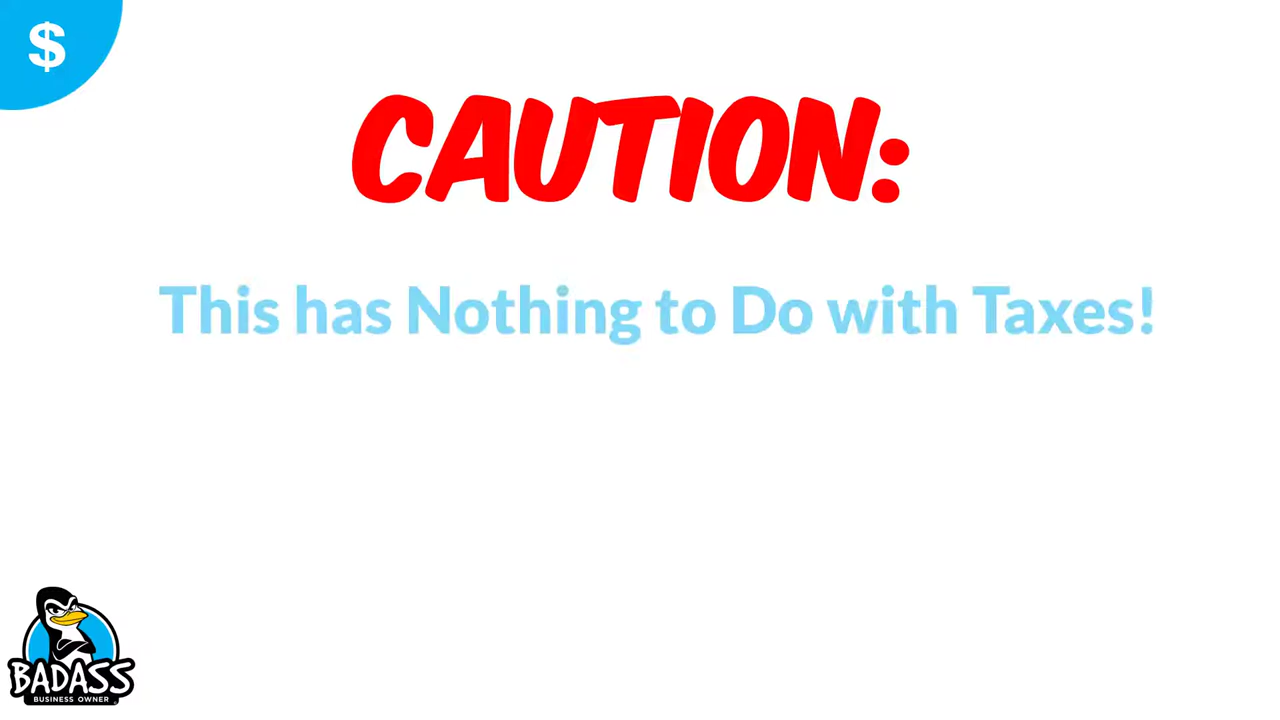 $
CAUTION:
This has Nothing to Do with Taxes!
BADASS
BUSINESS OWNER